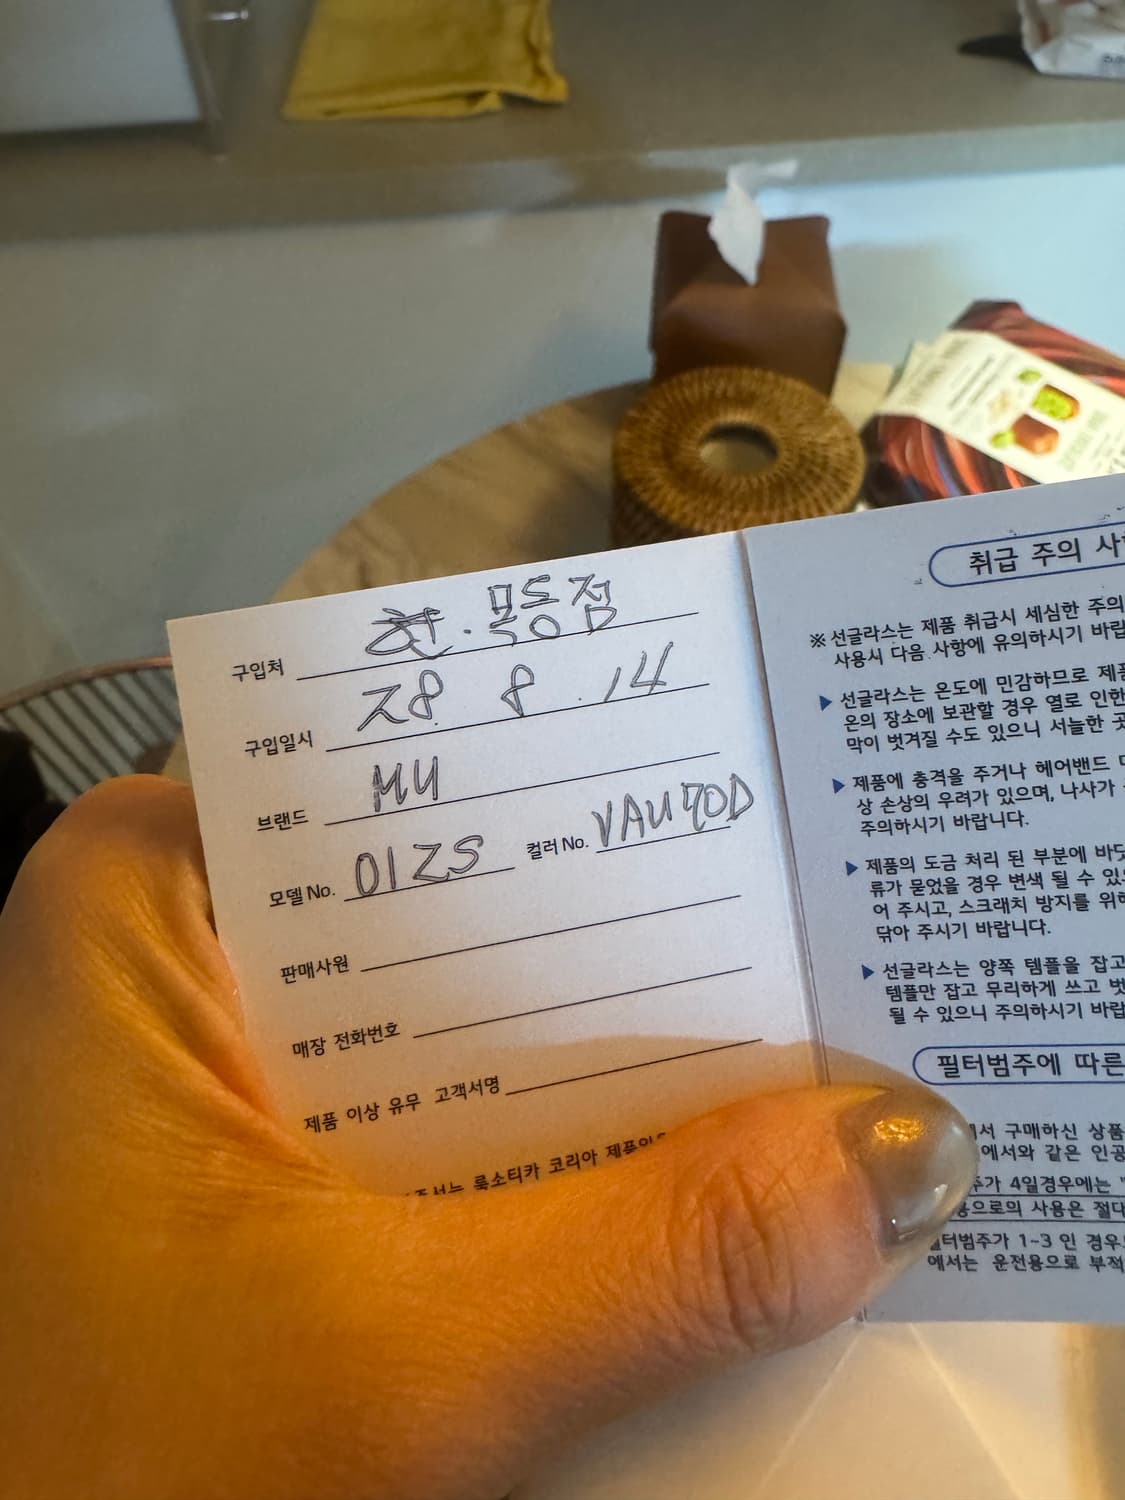 구입처 현. 목동점
구입일시 28 8 .14
브랜드 MU
모델 No. 01ZS 컬러 No. VAU
판매사원
매장 전화번호
제품 이상 유무 고객서명
룩소티카 코리아
취급 주의
※ 선글라스는 제품 취급시 세심한 주의
사용시 다음 사항에 유의하시기 바랍
▶ 선글라스는 온도에 민감하므로 제품
온의 장소에 보관할 경우 열로 인한
막이 벗겨질 수도 있으니 서늘한 곳
▶ 제품에 충격을 주거나 헤어밴드
상 손상의 우려가 있으며, 나사가
주의하시기 바랍니다.
▶ 제품의 도금 처리 된 부분에
류가 묻었을 경우 변색 될 수 있으
어 주시고, 스크래치 방지를 위해
닦아 주시기 바랍니다.
▶ 선글라스는 양쪽 템플을 잡고
템플만 잡고 무리하게 쓰고 벗
될 수 있으니 주의하시기 바랍
필터범주에 따른
구매하신 상품
에서와 같은 인공
4일경우에는
으로의 사용은 절대
필터범주가 1~3 인 경우
에서는 운전용으로 부적